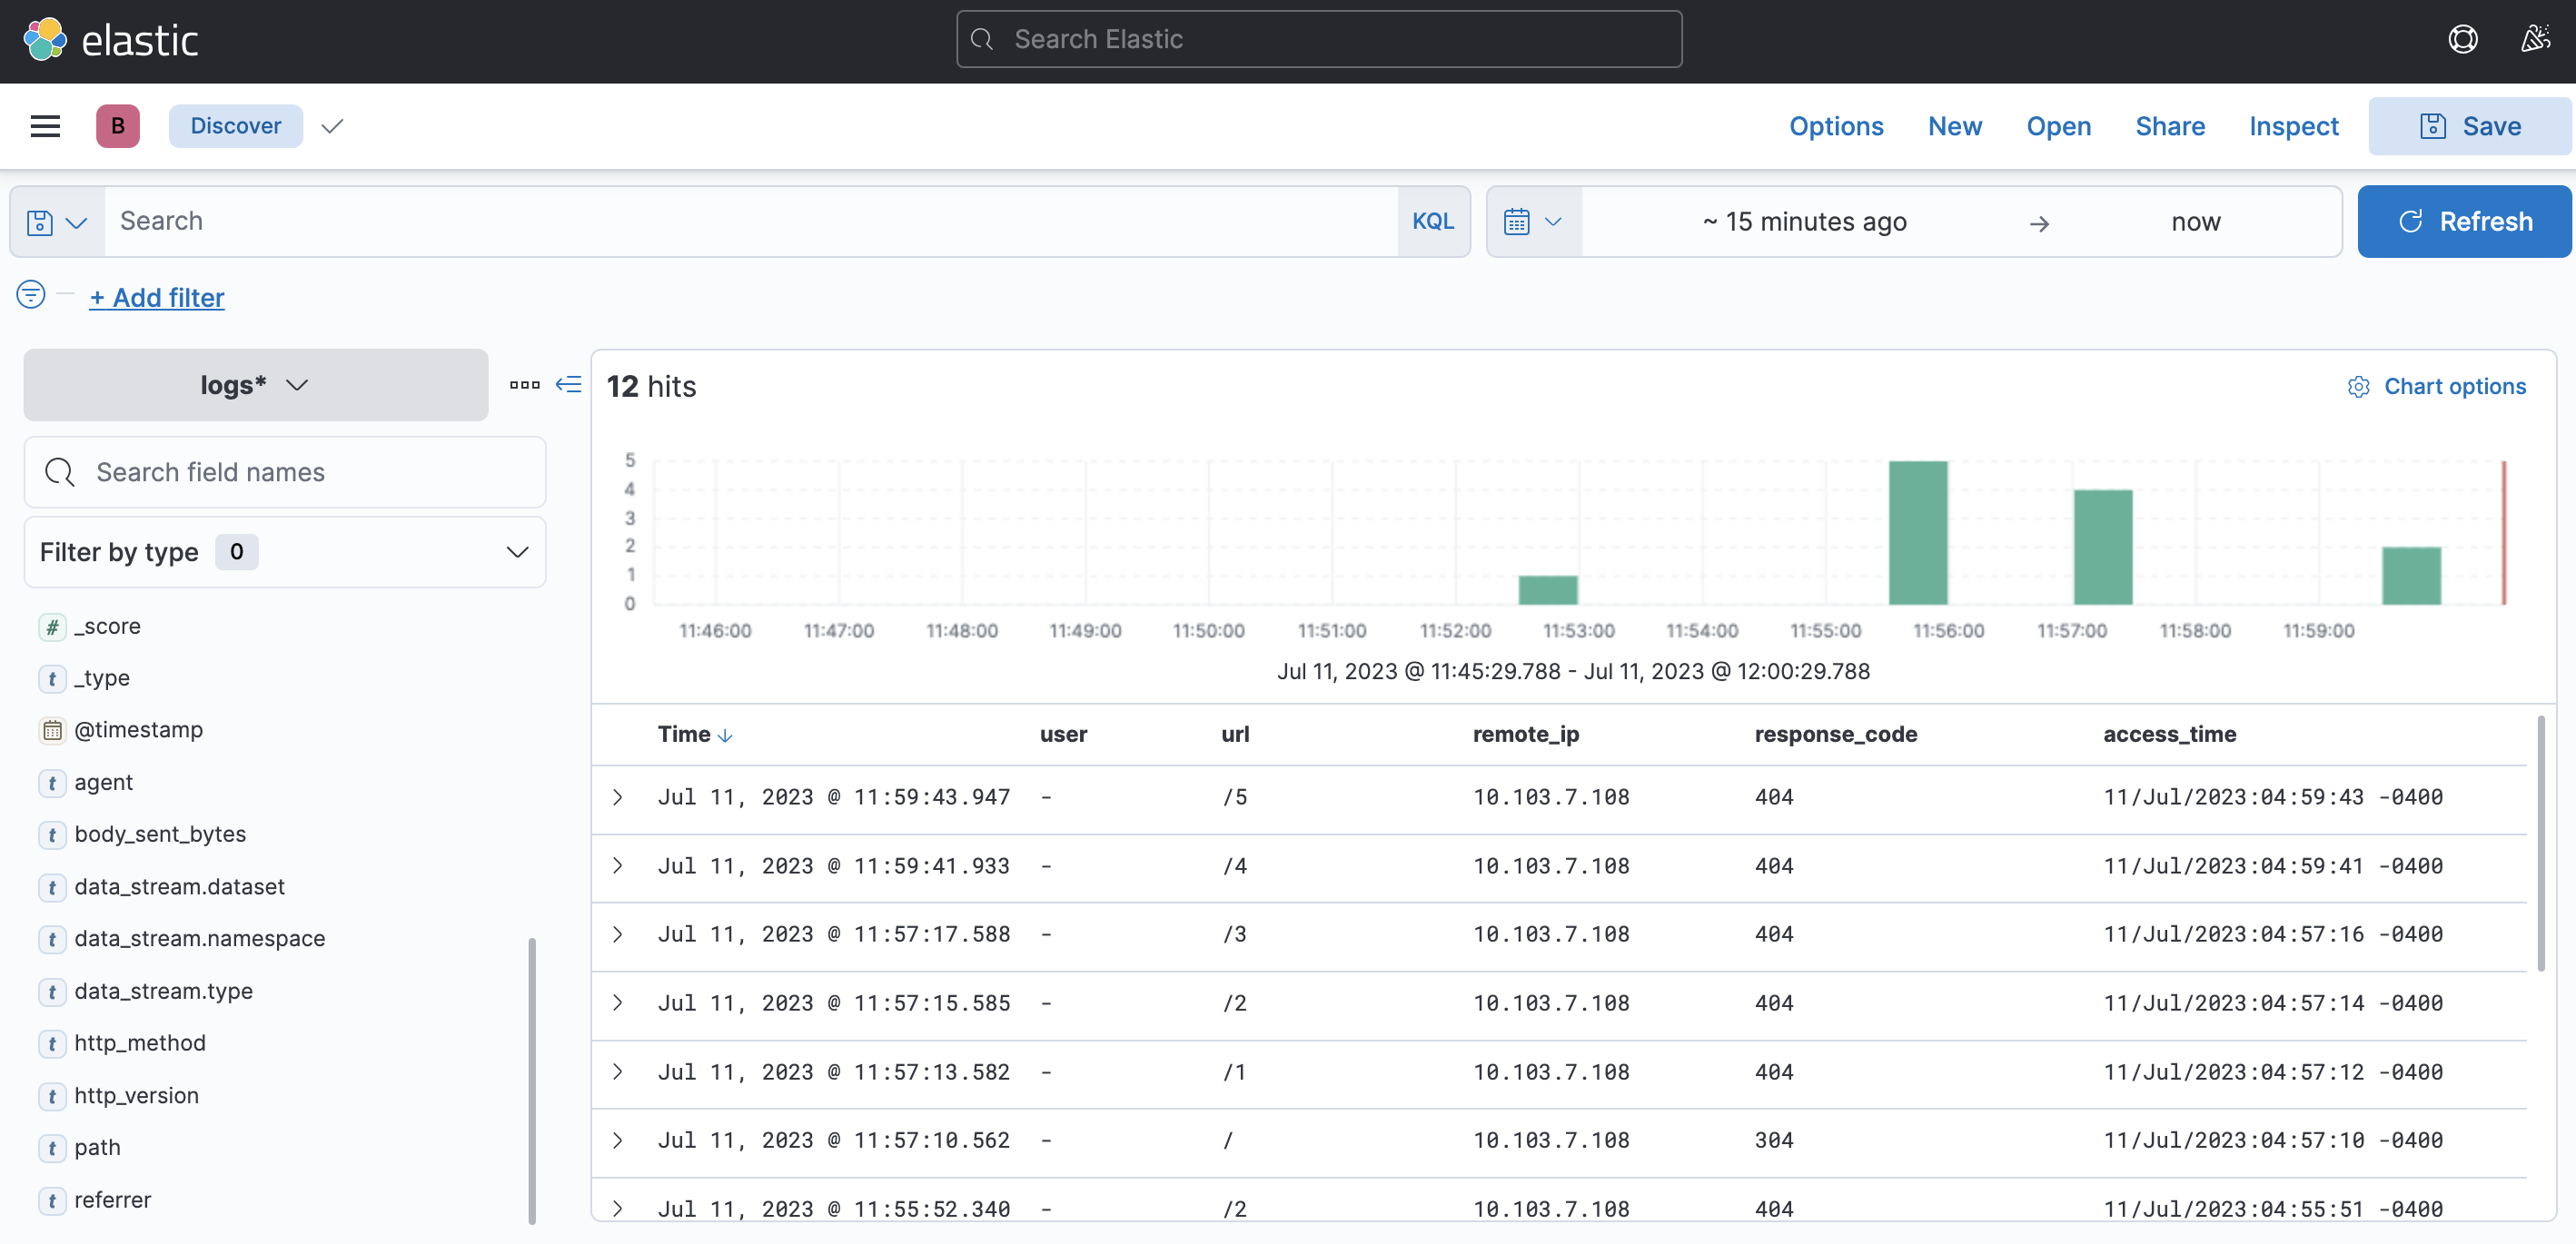 elastic
Search Elastic
B
Discover
Options New Open Share Inspect Save
Search
KQL
~ 15 minutes ago → now
Refresh
+ Add filter
logs*
Search field names
Filter by type 0
# _score
t _type
@timestamp
t agent
t body_sent_bytes
t data_stream.dataset
t data_stream.namespace
t data_stream.type
t http_method
t http_version
t path
t referrer
12 hits
Chart options
5
4
3
2
1
0
11:46:00 11:47:00 11:48:00 11:49:00 11:50:00 11:51:00 11:52:00 11:53:00 11:54:00 11:55:00 11:56:00 11:57:00 11:58:00 11:59:00
Jul 11, 2023 @ 11:45:29.788 - Jul 11, 2023 @ 12:00:29.788
Time user url remote_ip response_code access_time
Jul 11, 2023 @ 11:59:43.947 - /5 10.103.7.108 404 11/Jul/2023:04:59:43 -0400
Jul 11, 2023 @ 11:59:41.933 - /4 10.103.7.108 404 11/Jul/2023:04:59:41 -0400
Jul 11, 2023 @ 11:57:17.588 - /3 10.103.7.108 404 11/Jul/2023:04:57:16 -0400
Jul 11, 2023 @ 11:57:15.585 - /2 10.103.7.108 404 11/Jul/2023:04:57:14 -0400
Jul 11, 2023 @ 11:57:13.582 - /1 10.103.7.108 404 11/Jul/2023:04:57:12 -0400
Jul 11, 2023 @ 11:57:10.562 - / 10.103.7.108 304 11/Jul/2023:04:57:10 -0400
Jul 11, 2023 @ 11:55:52.340 - /2 10.103.7.108 404 11/Jul/2023:04:55:51 -0400